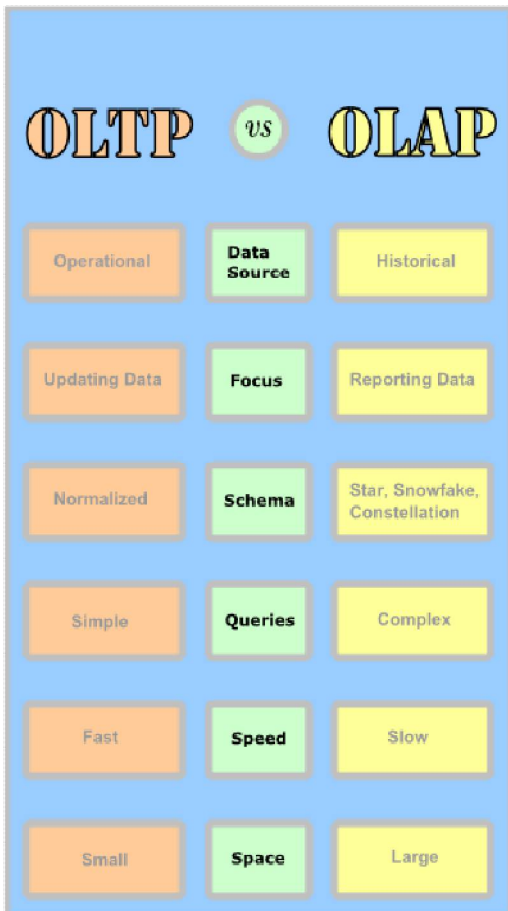 OLTP vs OLAP
Operational
Data
Source
Historical
Updating Data
Focus
Reporting Data
Normalized
Schema
Star, Snowfake,
Constellation
Simple
Queries
Complex
Fast
Speed
Slow
Small
Space
Large